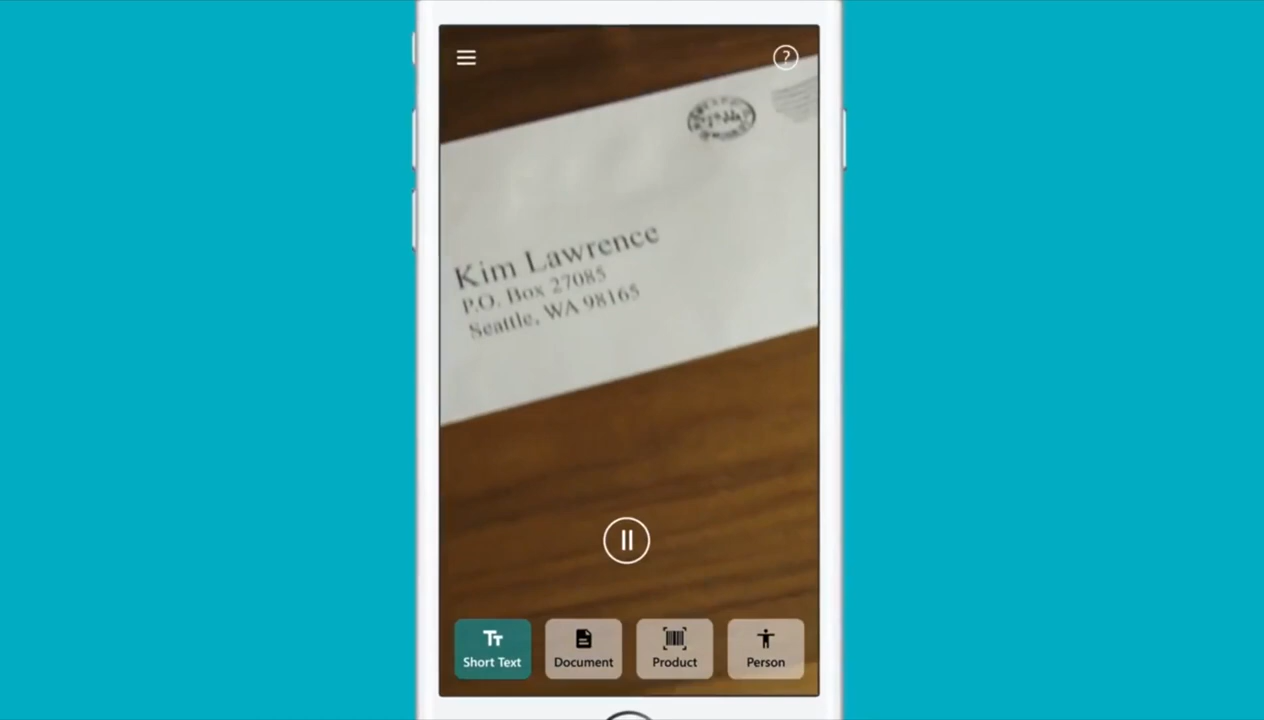 ?
Kim Lawrence
P.O. Box 27085
Seattle, WA 98165
Short Text
Document
Product
Person